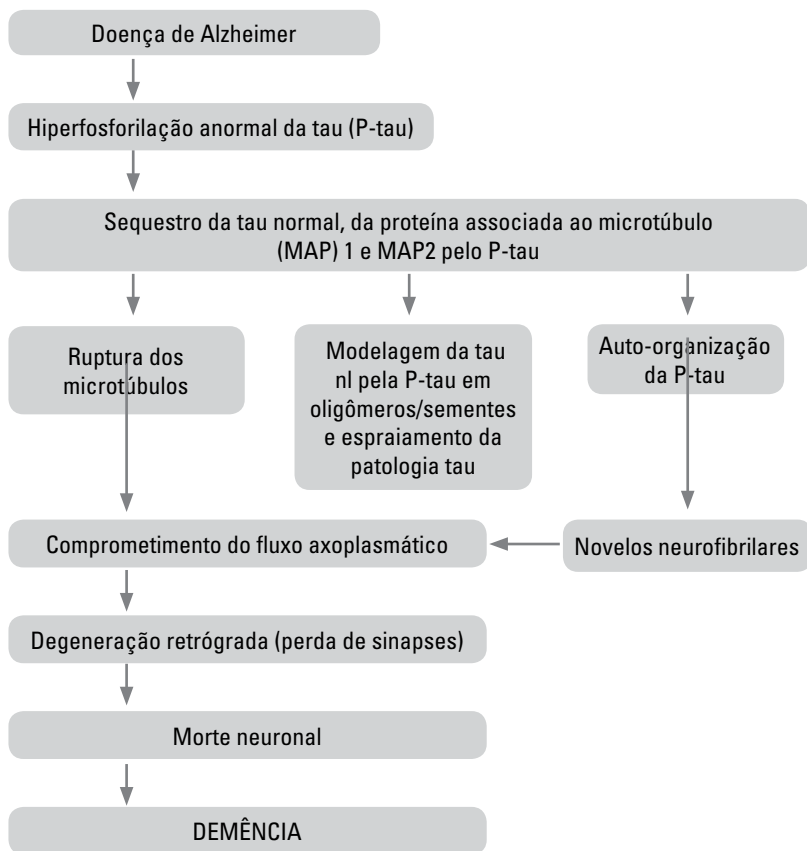 Doença de Alzheimer
Hiperfosforilação anormal da tau (P-tau)
Sequestro da tau normal, da proteína associada ao microtúbulo
(MAP) 1 e MAP2 pelo P-tau
Ruptura dos
microtúbulos
Modelagem da tau
nl pela P-tau em
oligômeros/sementes
e espraiamento da
patologia tau
Auto-organização
da P-tau
Comprometimento do fluxo axoplasmático
Novelos neurofibrilares
Degeneração retrógrada (perda de sinapses)
Morte neuronal
DEMÊNCIA